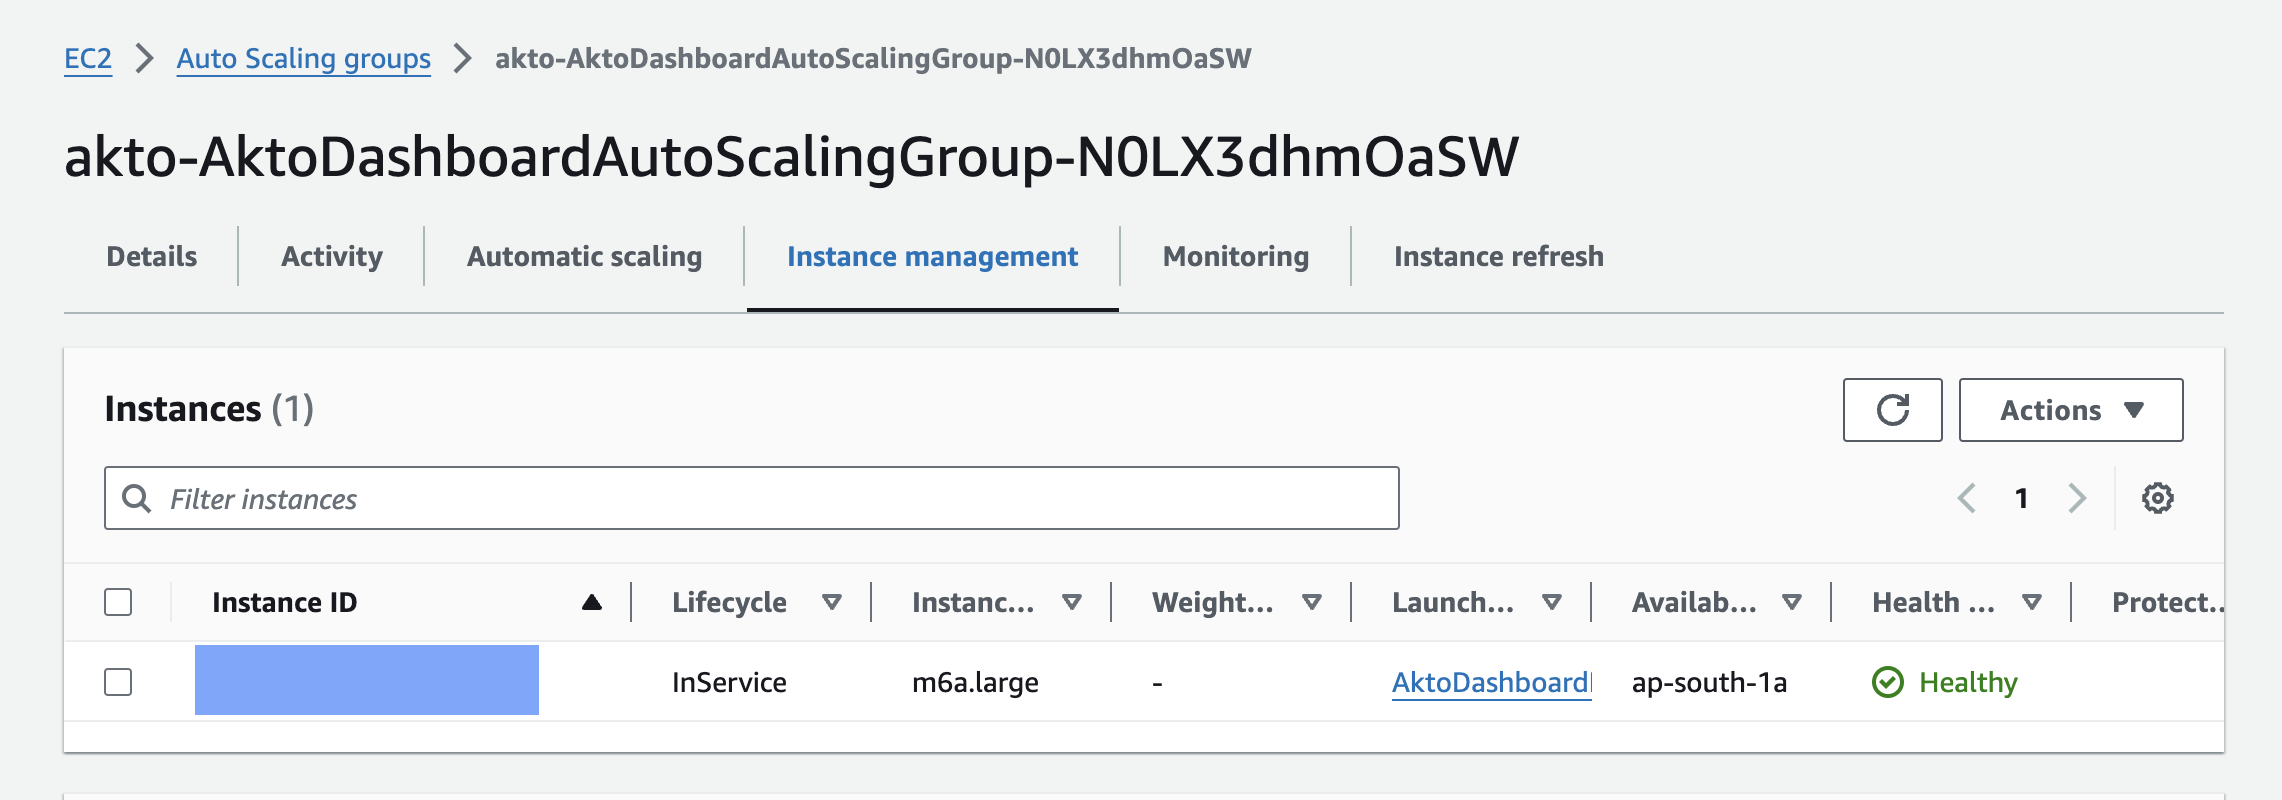 EC2 Auto Scaling groups akto-AktoDashboardAutoScalingGroup-N0LX3dhmOaSW
akto-AktoDashboardAutoScalingGroup-N0LX3dhmOaSW
Details Activity Automatic scaling Instance management Monitoring Instance refresh
Instances (1)
Actions
Filter instances
1
Instance ID Lifecycle Instanc... Weight... Launch... Availab... Health ... Protect..
InService m6a.large - AktoDashboard ap-south-1a Healthy